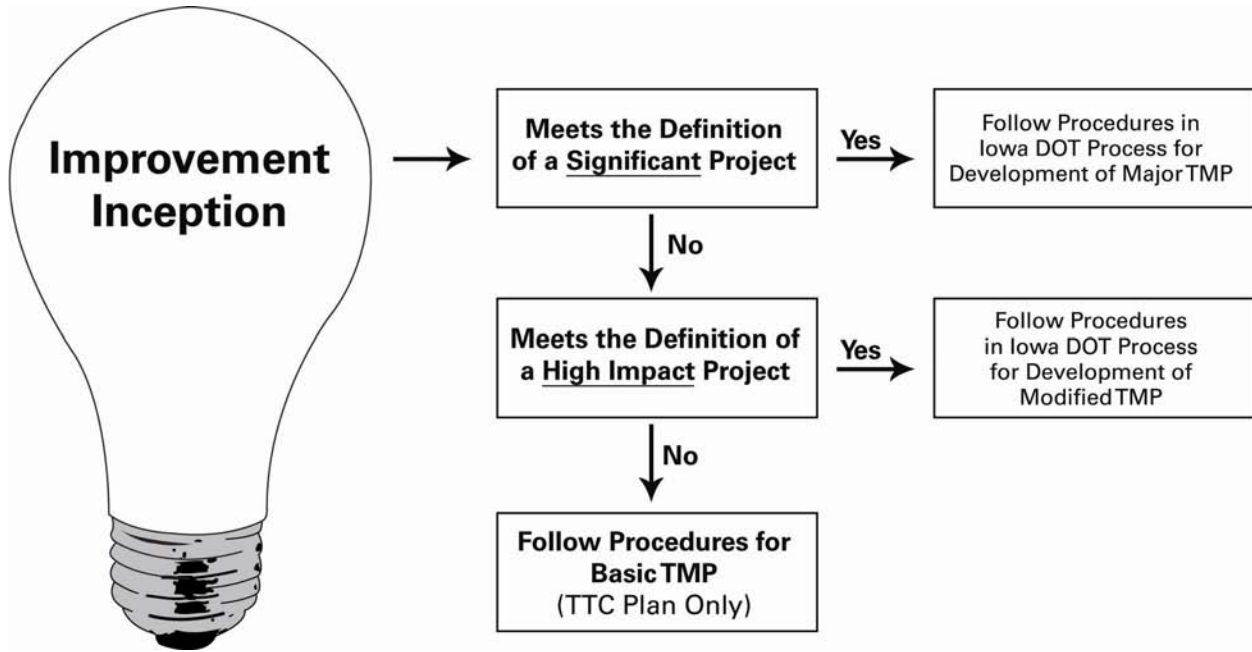 Improvement
Inception
Meets the Definition
of a Significant Project
Yes
Follow Procedures in
Iowa DOT Process for
Development of Major TMP
No
Meets the Definition of
a High Impact Project
Yes
Follow Procedures
in Iowa DOT Process
for Development of
Modified TMP
No
Follow Procedures for
Basic TMP
(TTC Plan Only)